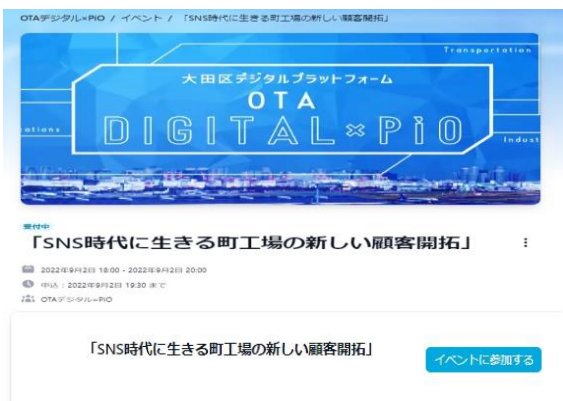 OTAデジタル×PiO / イベント / 「SNS時代に生きる町工場の新しい顧客開拓」
Transportation
大田区デジタルプラットフォーム
OTA
DIGITAL×PiO
ations
Indust
受付中
「SNS時代に生きる町工場の新しい顧客開拓」
2022年9月2日 18:00 - 2022年9月2日 20:00
申込：2022年9月2日 19:30 まで
OTAデジタル×PiO
「SNS時代に生きる町工場の新しい顧客開拓」
イベントに参加する